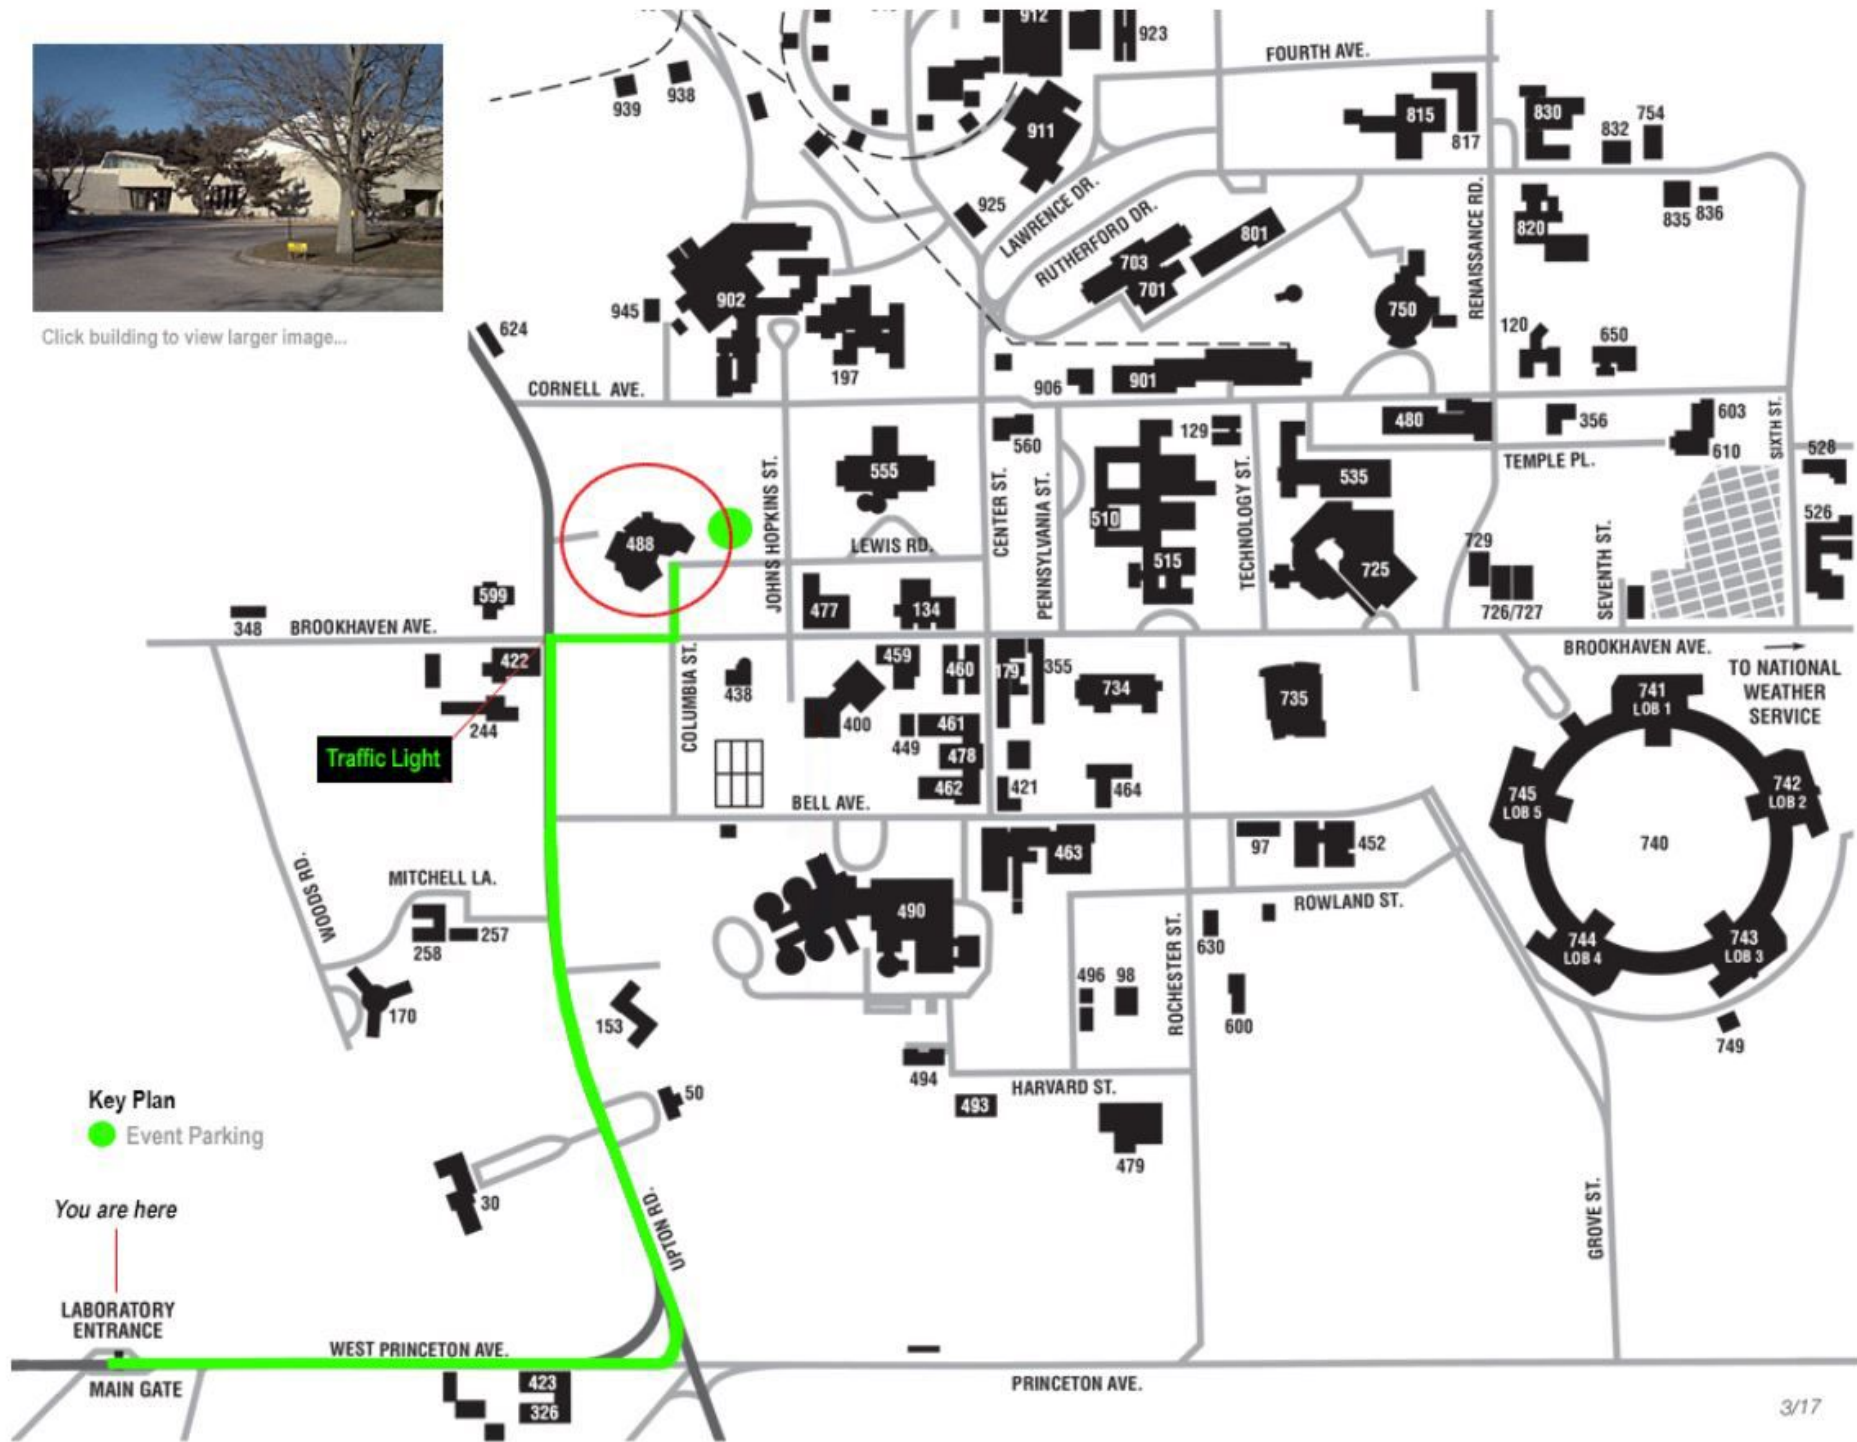 912
923
FOURTH AVE.
939
938
815
817
830
832
754
911
925
LAWRENCE DR.
RUTHERFORD DR.
801
703
701
RENAISSANCE RD.
820
835
836
902
945
750
Click building to view larger image...
624
197
120
650
CORNELL AVE.
906
901
129
480
356
603
610
SIXTH ST.
528
560
555
TEMPLE PL.
JOHNS HOPKINS ST.
CENTER ST.
PENNSYLVANIA ST.
TECHNOLOGY ST.
535
510
515
526
488
LEWIS RD.
729
725
726/727
SEVENTH ST.
599
477
134
348
BROOKHAVEN AVE.
BROOKHAVEN AVE.
TO NATIONAL
WEATHER
SERVICE
422
244
COLUMBIA ST.
438
459
460
179
355
734
735
741
LOB 1
400
449
461
478
462
421
464
Traffic Light
742
LOB 2
745
LOB 5
740
BELL AVE.
463
97
452
WOODS RD.
MITCHELL LA.
258
257
490
ROWLAND ST.
ROCHESTER ST.
630
744
LOB 4
743
LOB 3
170
153
496
98
600
749
494
HARVARD ST.
493
50
479
Key Plan
Event Parking
30
UPTON RD.
GROVE ST.
You are here
LABORATORY
ENTRANCE
WEST PRINCETON AVE.
MAIN GATE
423
326
PRINCETON AVE.
3/17